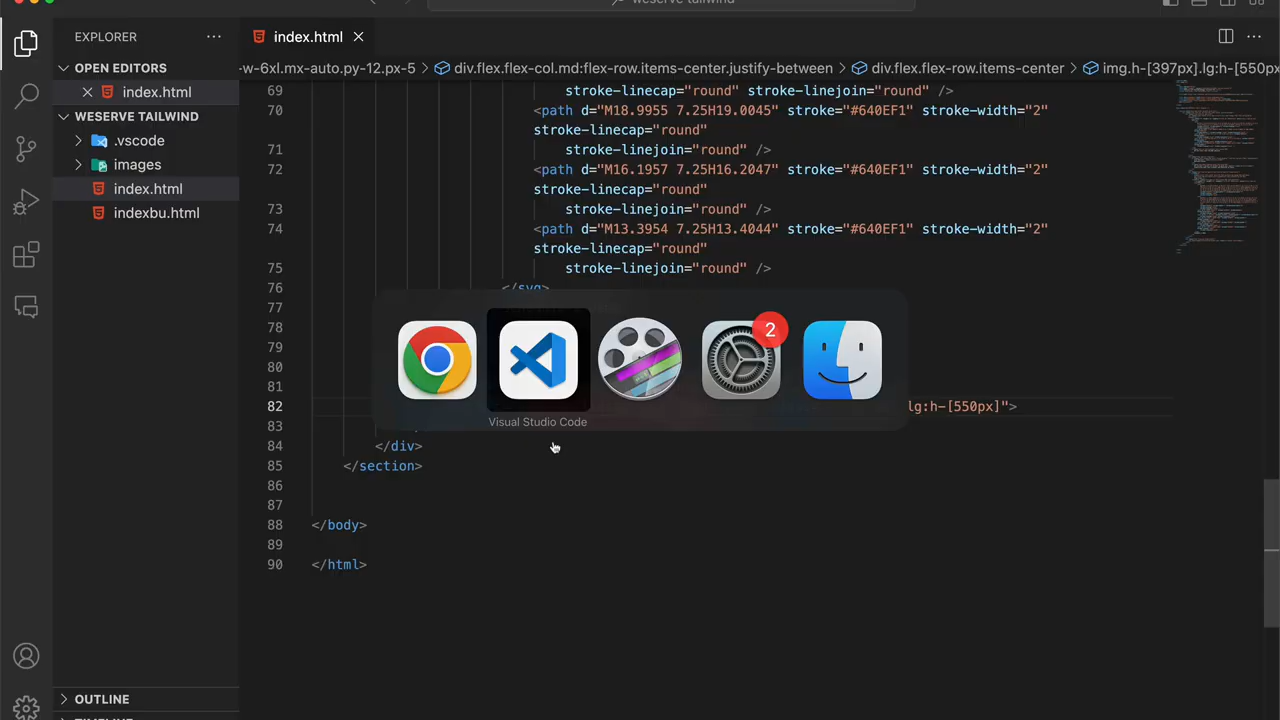 weserve tailwind
EXPLORER
index.html
OPEN EDITORS
index.html
WESERVE TAILWIND
.vscode
images
index.html
indexbu.html
OUTLINE
-w-6xl.mx-auto.py-12.px-5 > div.flex.flex-col.md:flex-row.items-center.justify-between > div.flex.flex-row.items-center > img.h-[397px].lg:h-[550px
69 stroke-linecap="round" stroke-linejoin="round" />
70 <path d="M18.9955 7.25H19.0045" stroke="#640EF1" stroke-width="2"
stroke-linecap="round"
71 stroke-linejoin="round" />
72 <path d="M16.1957 7.25H16.2047" stroke="#640EF1" stroke-width="2"
stroke-linecap="round"
73 stroke-linejoin="round" />
74 <path d="M13.3954 7.25H13.4044" stroke="#640EF1" stroke-width="2"
stroke-linecap="round"
75 stroke-linejoin="round" />
76 </svg>
77
78
79
80
81
82 lg:h-[550px]">
83
84 </div>
85 </section>
86
87
88 </body>
89
90 </html>
2
Visual Studio Code